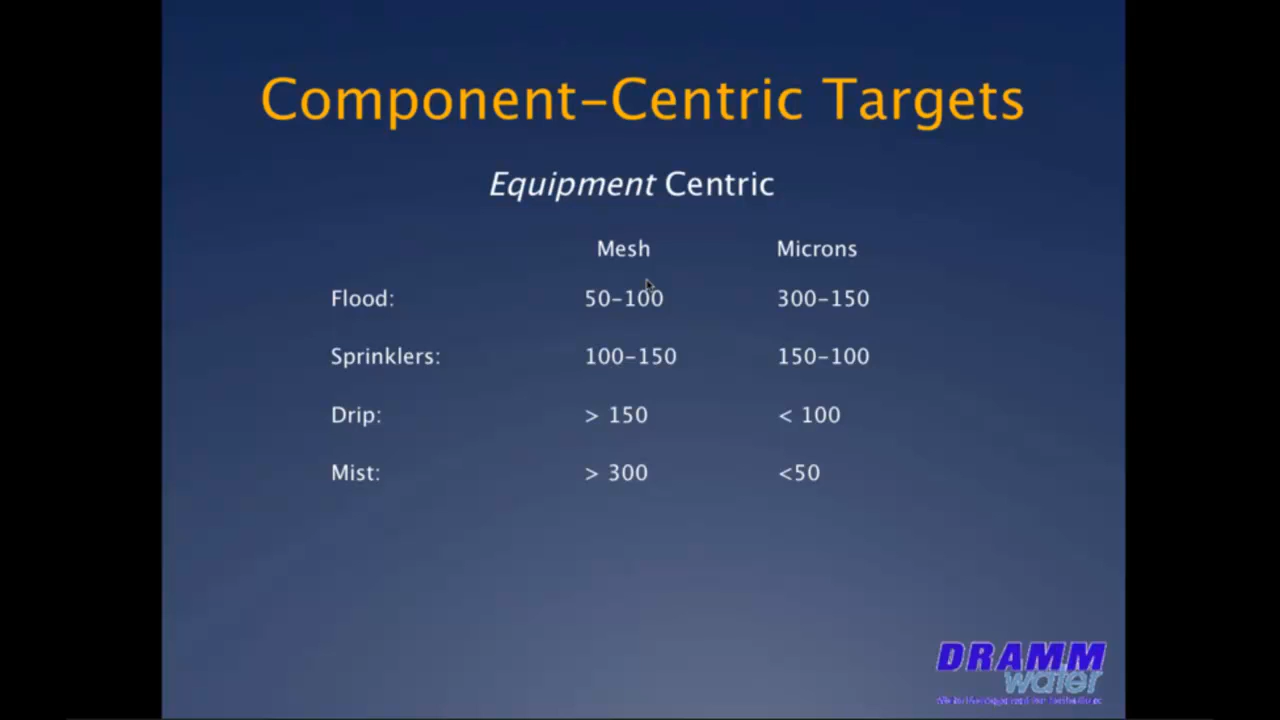 Component-Centric Targets
Equipment Centric
Mesh Microns
Flood: 50-100 300-150
Sprinklers: 100-150 150-100
Drip: > 150 < 100
Mist: > 300 <50
DRAMM
water